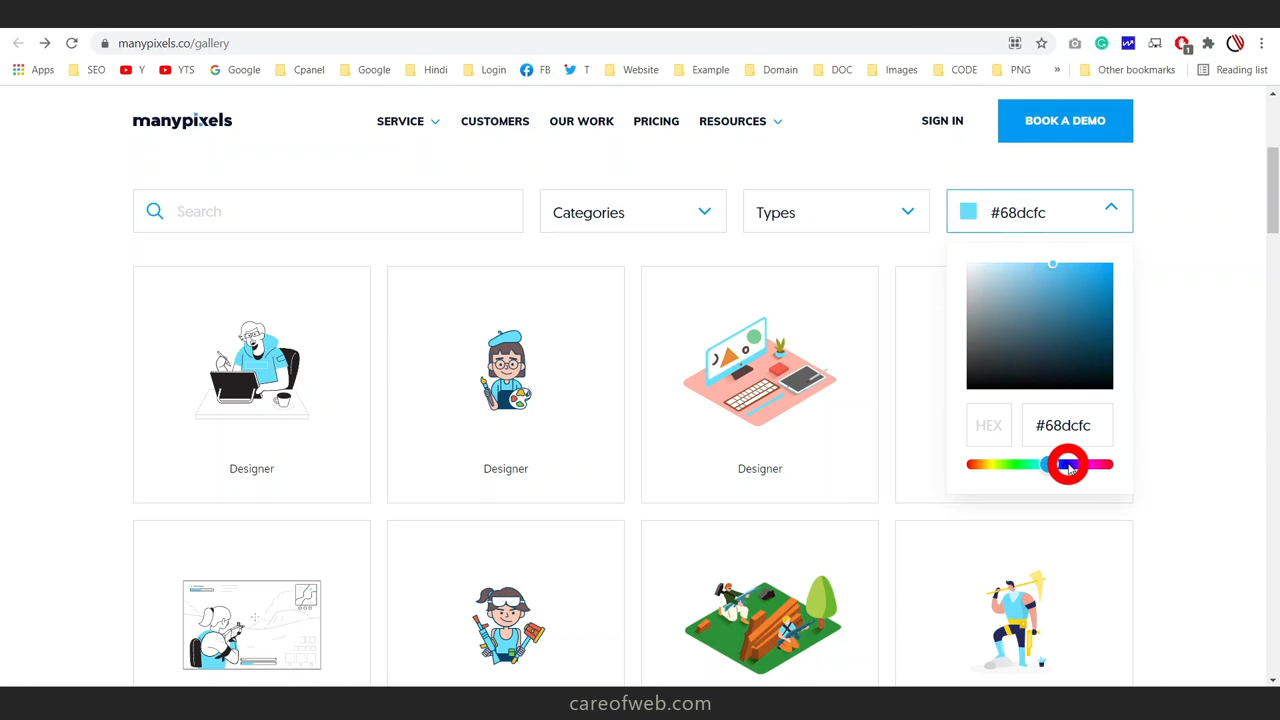 manypixels.co/gallery
1
Apps SEO Y YTS Google Cpanel Google Hindi Login FB T Website Example Domain DOC Images CODE PNG » Other bookmarks Reading list
manypixels SERVICE CUSTOMERS OUR WORK PRICING RESOURCES SIGN IN BOOK A DEMO
Search Categories Types #68dcfc
HEX #68dcfc
Designer Designer Designer
careofweb.com